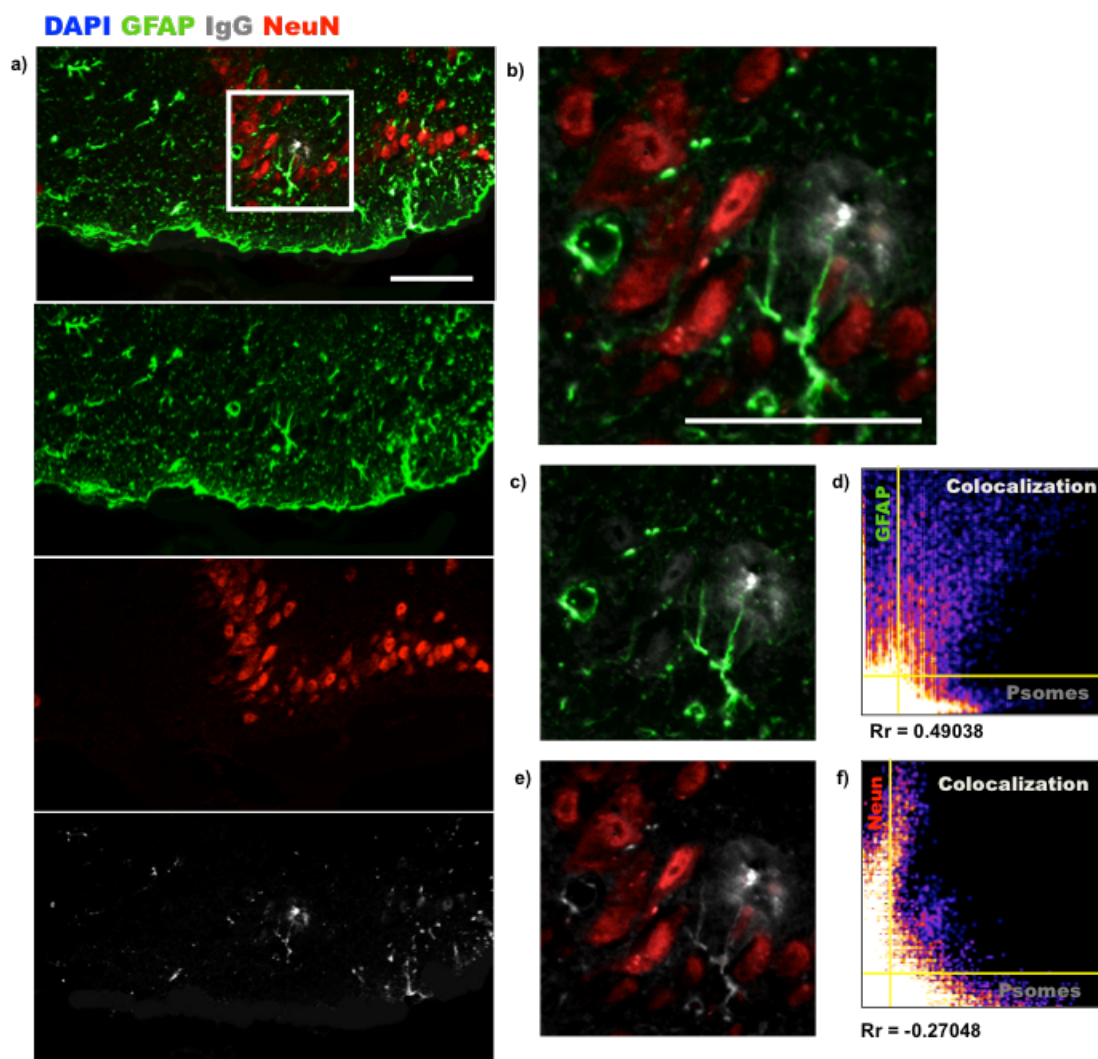 DAPI GFAP IgG NeuN
a)
b)
c)
d)
Colocalization
GFAP
Psomes
Rr = 0.49038
e)
f)
Colocalization
Neun
Psomes
Rr = -0.27048